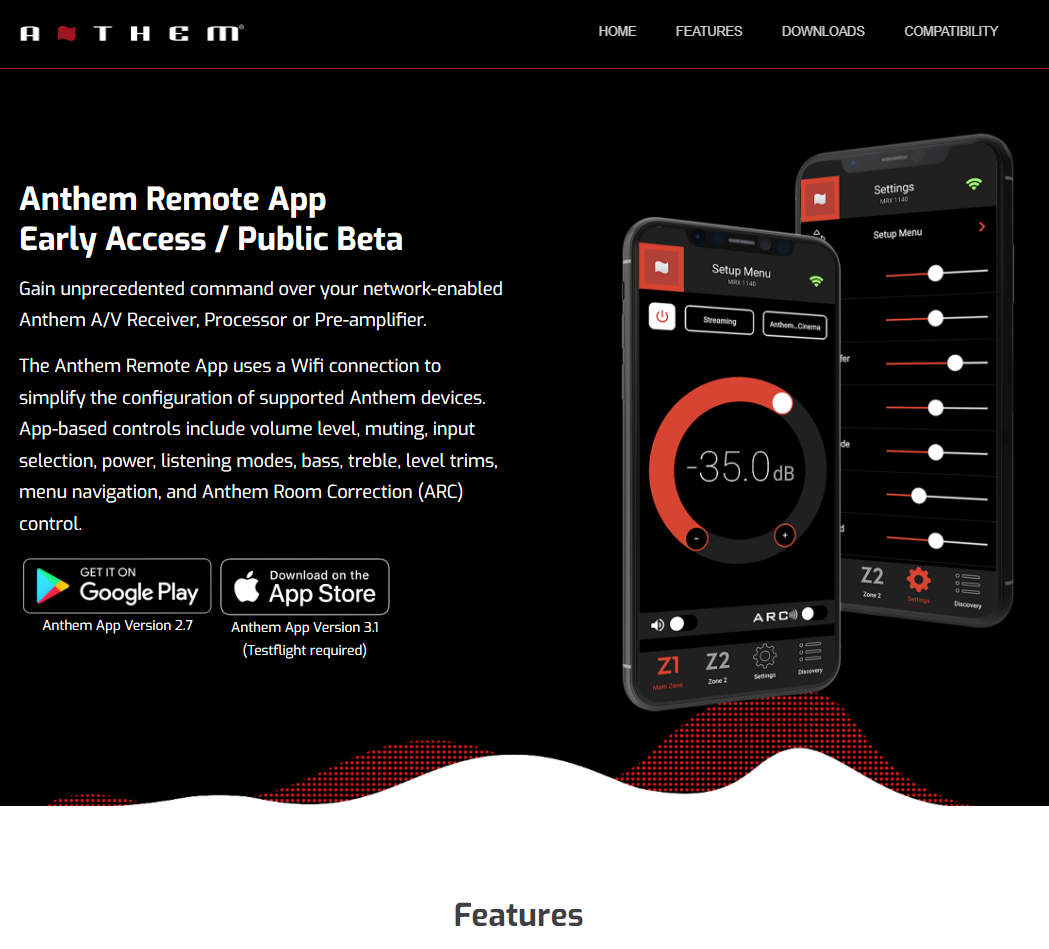 ANTHEM®
HOME FEATURES DOWNLOADS COMPATIBILITY
Anthem Remote App
Early Access / Public Beta
Gain unprecedented command over your network-enabled
Anthem A/V Receiver, Processor or Pre-amplifier.
The Anthem Remote App uses a Wifi connection to
simplify the configuration of supported Anthem devices.
App-based controls include volume level, muting, input
selection, power, listening modes, bass, treble, level trims,
menu navigation, and Anthem Room Correction (ARC)
control.
GET IT ON
Google Play
Anthem App Version 2.7
Download on the
App Store
Anthem App Version 3.1
(Testflight required)
Setup Menu
MRX 1140
Streaming
Anthem...Cinema
-35.0dB
-
+
ARC
Z1 Z2
Main Zone Zone 2 Settings Discovery
Settings
MRX 1140
Setup Menu
fer
de
d
Z2
Zone 2 Settings Discovery
Features